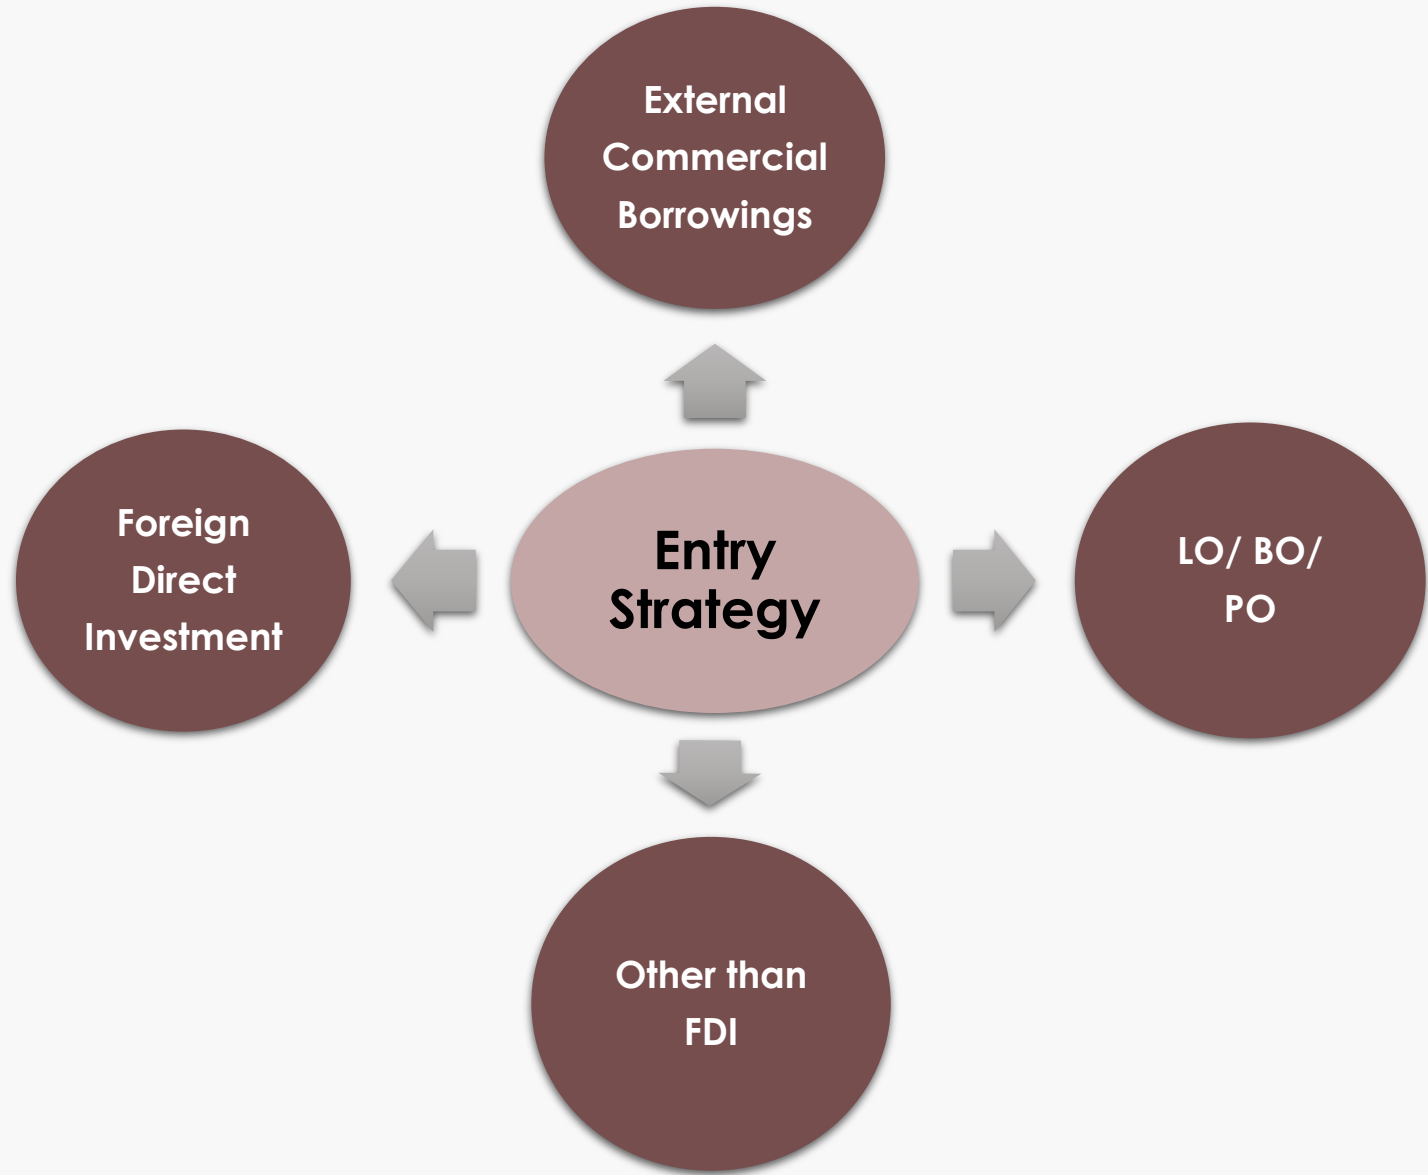 External
Commercial
Borrowings
Foreign
Direct
Investment
Entry
Strategy
LO/ BO/
PO
Other than
FDI